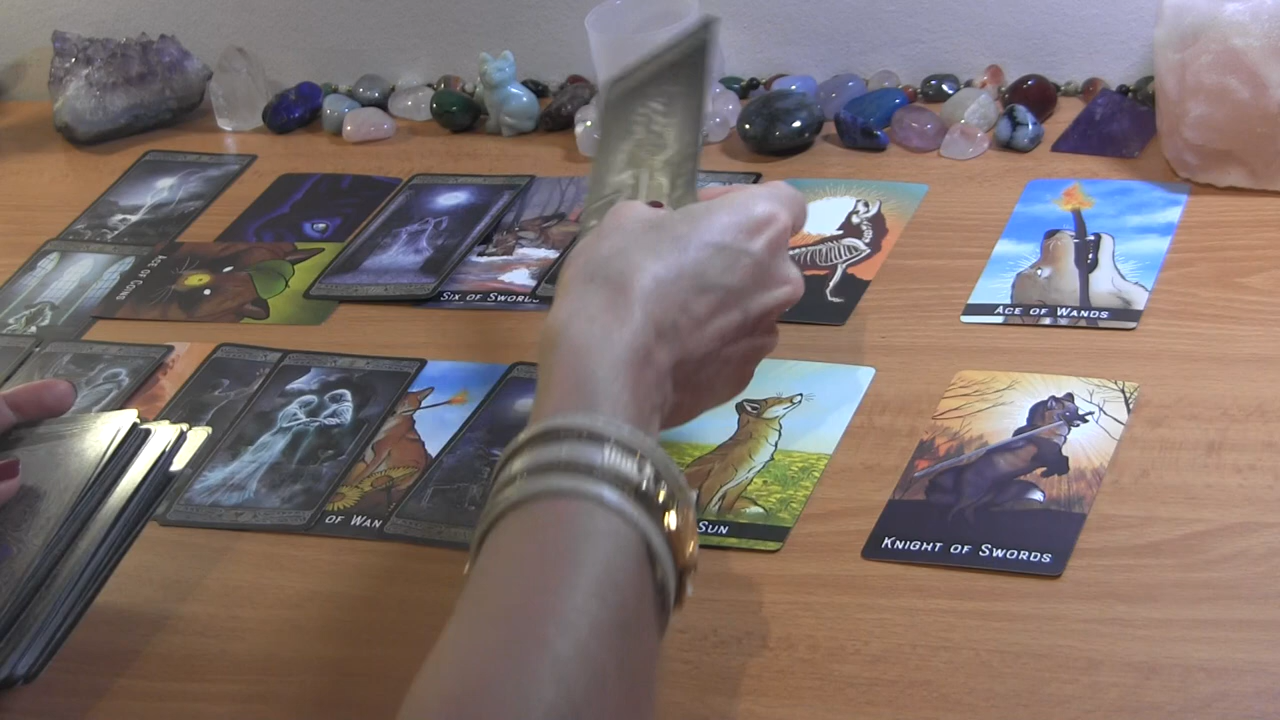 ACE OF COINS
SIX OF SWORDS
ACE OF WANDS
OF WAN
SUN
KNIGHT OF SWORDS